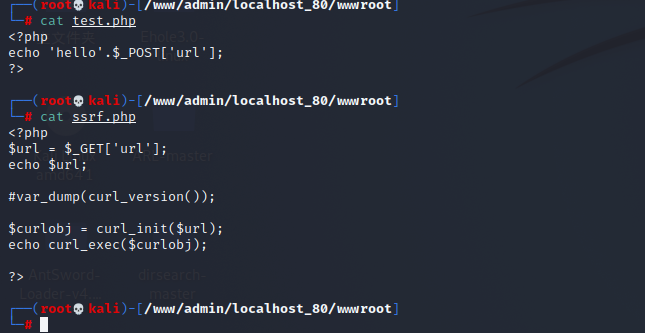 ┌──(root💀kali)-[/www/admin/localhost_80/wwwroot]
└─# cat test.php
<?php
echo 'hello'.$_POST['url'];
?>
┌──(root💀kali)-[/www/admin/localhost_80/wwwroot]
└─# cat ssrf.php
<?php
$url = $_GET['url'];
echo $url;
#var_dump(curl_version());
$curlobj = curl_init($url);
echo curl_exec($curlobj);
?>
┌──(root💀kali)-[/www/admin/localhost_80/wwwroot]
└─#